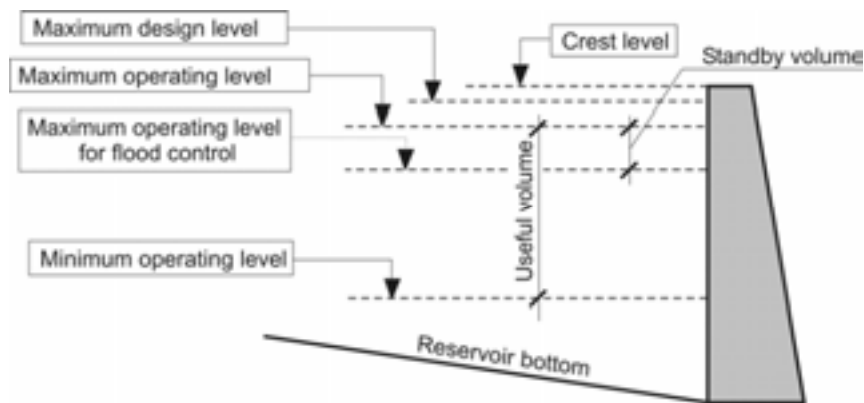 Maximum design level
Crest level
Standby volume
Maximum operating level
Maximum operating level
for flood control
Useful volume
Minimum operating level
Reservoir bottom